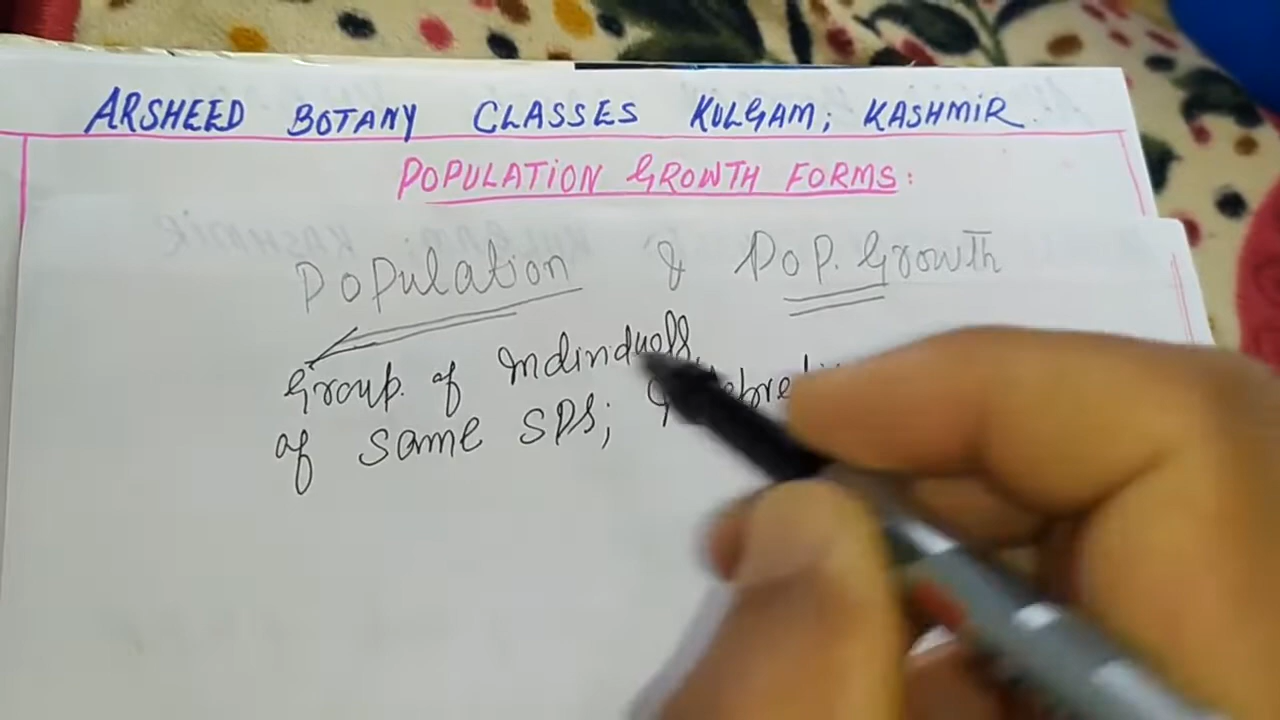 ARSHEED BOTANY CLASSES KULGAM; KASHMIR.
POPULATION GROWTH FORMS:
Population & Pop. Growth
Group of Individuals
of same SPS;